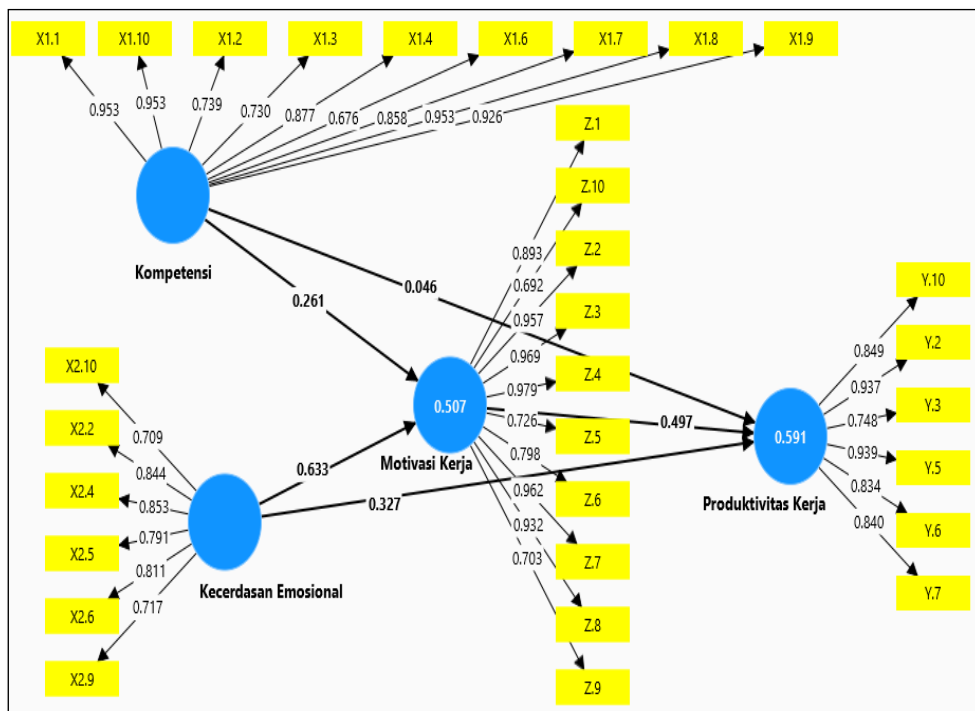 X1.1
X1.10
X1.2
X1.3
X1.4
X1.6
X1.7
X1.8
X1.9
0.953
0.953
0.739
0.730
0.877
0.676
0.858
0.953
0.926
Kompetensi
0.261
0.046
Z.1
Z.10
Z.2
Z.3
Z.4
Z.5
Z.6
Z.7
Z.8
Z.9
0.893
0.692
0.957
0.969
0.979
0.726
0.798
0.962
0.932
0.703
0.507
Motivasi Kerja
0.497
X2.10
X2.2
X2.4
X2.5
X2.6
X2.9
0.709
0.844
0.853
0.791
0.811
0.717
Kecerdasan Emosional
0.633
0.327
0.591
Produktivitas Kerja
0.849
0.937
0.748
0.939
0.834
0.840
Y.10
Y.2
Y.3
Y.5
Y.6
Y.7